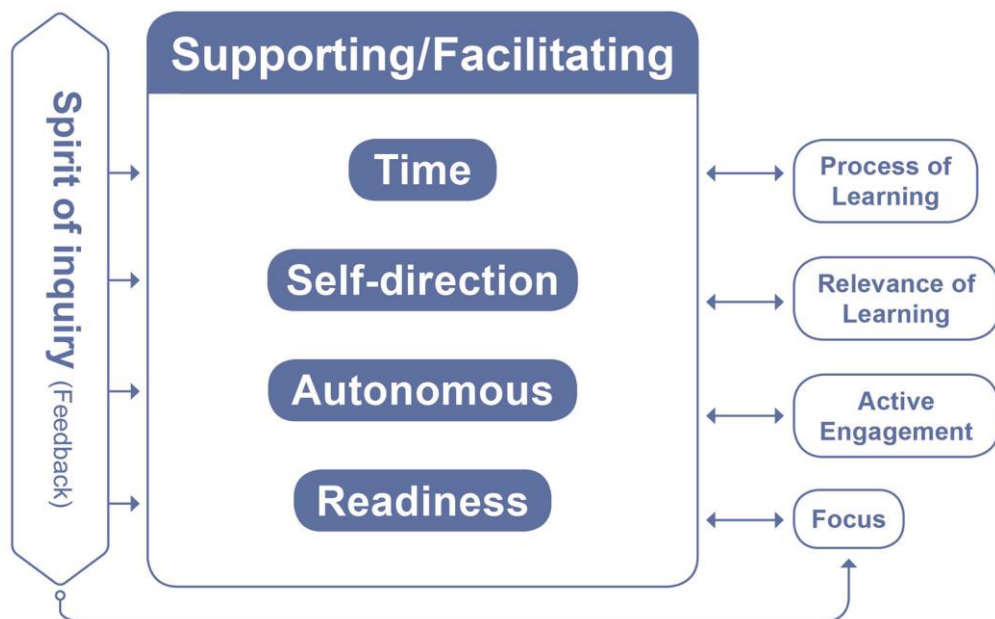 Supporting/Facilitating
Spirit of inquiry (Feedback)
Time
Self-direction
Autonomous
Readiness
Process of
Learning
Relevance of
Learning
Active
Engagement
Focus